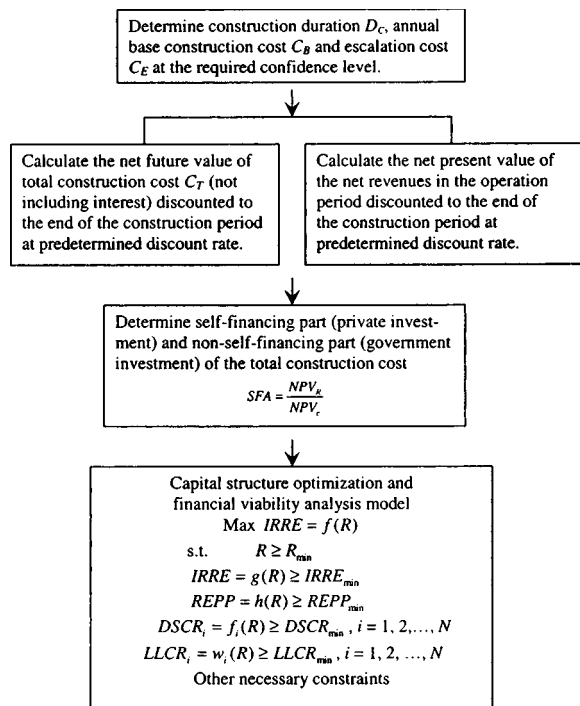 Determine construction duration D_C, annual
base construction cost C_B and escalation cost
C_E at the required confidence level.
Calculate the net future value of
total construction cost C_T (not
including interest) discounted to
the end of the construction period
at predetermined discount rate.
Calculate the net present value of
the net revenues in the operation
period discounted to the end of
the construction period at
predetermined discount rate.
Determine self-financing part (private invest-
ment) and non-self-financing part (government
investment) of the total construction cost
SFA = NPV_R / NPV_c
Capital structure optimization and
financial viability analysis model
Max IRRE = f(R)
s.t. R ≥ R_min
IRRE = g(R) ≥ IRRE_min
REPP = h(R) ≥ REPP_min
DSCR_i = f_i(R) ≥ DSCR_min , i = 1, 2,..., N
LLCR_i = w_i(R) ≥ LLCR_min , i = 1, 2, ..., N
Other necessary constraints